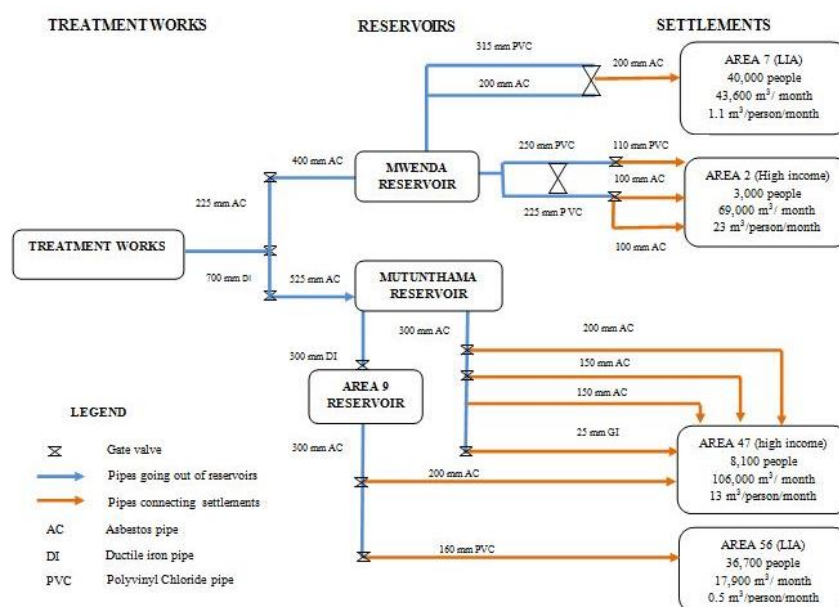 TREATMENT WORKS
RESERVOIRS
SETTLEMENTS
315 mm PVC
200 mm AC
200 mm AC
AREA 7 (LIA)
40,000 people
43,600 m³/ month
1.1 m³/person/month
400 mm AC
MWENDA
RESERVOIR
250 mm PVC
110 mm PVC
100 mm AC
225 mm P VC
100 mm AC
AREA 2 (High income)
3,000 people
69,000 m³/ month
23 m³/person/month
225 mm AC
TREATMENT WORKS
700 mm DI
525 mm AC
MUTUNTHAMA
RESERVOIR
300 mm AC
200 mm AC
300 mm DI
150 mm AC
AREA 9
RESERVOIR
150 mm AC
25 mm GI
300 mm AC
200 mm AC
AREA 47 (high income)
8,100 people
106,000 m³/ month
13 m³/person/month
160 mm PVC
AREA 56 (LIA)
36,700 people
17,900 m³/ month
0.5 m³/person/month
LEGEND
Gate valve
Pipes going out of reservoirs
Pipes connecting settlements
AC Asbestos pipe
DI Ductile iron pipe
PVC Polyvinyl Chloride pipe